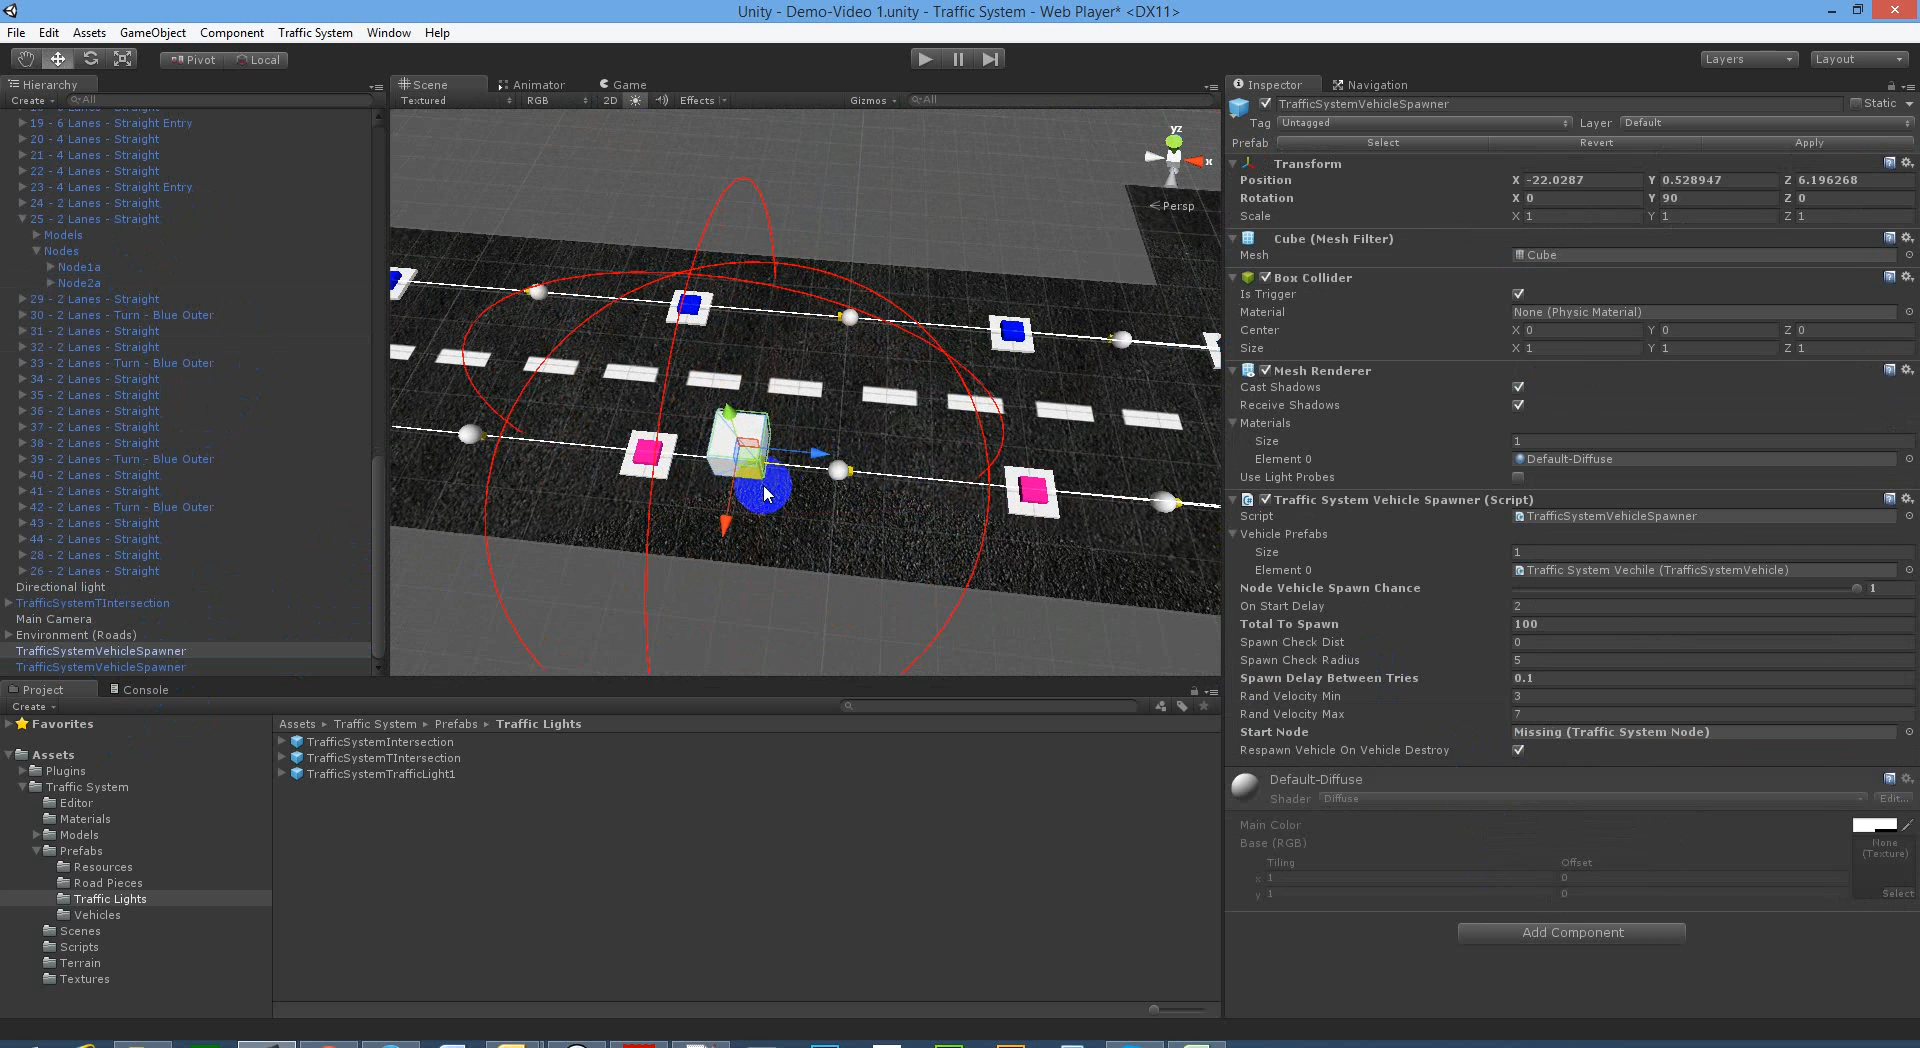 Unity - Demo-Video 1.unity - Traffic System - Web Player* <DX11>
File Edit Assets GameObject Component Traffic System Window Help
Pivot Local Layers Layout
Hierarchy
Create All
19 - 6 Lanes - Straight Entry
20 - 4 Lanes - Straight
21 - 4 Lanes - Straight
22 - 4 Lanes - Straight
23 - 4 Lanes - Straight Entry
24 - 2 Lanes - Straight
25 - 2 Lanes - Straight
Models
Nodes
Node1a
Node2a
29 - 2 Lanes - Straight
30 - 2 Lanes - Turn - Blue Outer
31 - 2 Lanes - Straight
32 - 2 Lanes - Straight
33 - 2 Lanes - Turn - Blue Outer
34 - 2 Lanes - Straight
35 - 2 Lanes - Straight
36 - 2 Lanes - Straight
37 - 2 Lanes - Straight
38 - 2 Lanes - Straight
39 - 2 Lanes - Turn - Blue Outer
40 - 2 Lanes - Straight
41 - 2 Lanes - Straight
42 - 2 Lanes - Turn - Blue Outer
43 - 2 Lanes - Straight
44 - 2 Lanes - Straight
28 - 2 Lanes - Straight
26 - 2 Lanes - Straight
Directional light
TrafficSystemTIntersection
Main Camera
Environment (Roads)
TrafficSystemVehicleSpawner
TrafficSystemVehicleSpawner
Scene Animator Game
Textured RGB 2D Effects Gizmos All
yz
x
Persp
Inspector Navigation
TrafficSystemVehicleSpawner Static
Tag Untagged Layer Default
Prefab Select Revert Apply
Transform
Position X -22.0287 Y 0.528947 Z 6.196268
Rotation X 0 Y 90 Z 0
Scale X 1 Y 1 Z 1
Cube (Mesh Filter)
Mesh Cube
Box Collider
Is Trigger
Material None (Physic Material)
Center X 0 Y 0 Z 0
Size X 1 Y 1 Z 1
Mesh Renderer
Cast Shadows
Receive Shadows
Materials
Size 1
Element 0 Default-Diffuse
Use Light Probes
Traffic System Vehicle Spawner (Script)
Script TrafficSystemVehicleSpawner
Vehicle Prefabs
Size 1
Element 0 Traffic System Vechile (TrafficSystemVehicle)
Node Vehicle Spawn Chance 1
On Start Delay 2
Total To Spawn 100
Spawn Check Dist 0
Spawn Check Radius 5
Spawn Delay Between Tries 0.1
Rand Velocity Min 3
Rand Velocity Max 7
Start Node Missing (Traffic System Node)
Respawn Vehicle On Vehicle Destroy
Default-Diffuse
Shader Diffuse Edit...
Main Color
Base (RGB)
None
(Texture)
Tiling Offset
x 1 0
y 1 0
Select
Add Component
Project Console
Create
Favorites
Assets
Plugins
Traffic System
Editor
Materials
Models
Prefabs
Resources
Road Pieces
Traffic Lights
Vehicles
Scenes
Scripts
Terrain
Textures
Assets Traffic System Prefabs Traffic Lights
TrafficSystemIntersection
TrafficSystemTIntersection
TrafficSystemTrafficLight1